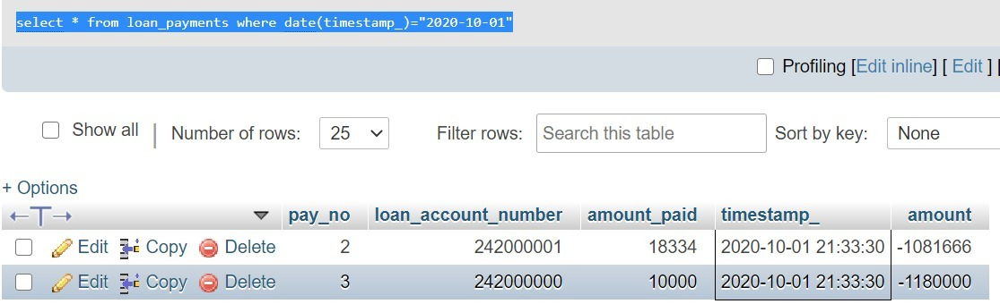 select * from loan_payments where date(timestamp_)="2020-10-01"
Profiling [Edit inline] [ Edit ] [
Show all | Number of rows: 25 Filter rows: Search this table Sort by key: None
+ Options
←T→ pay_no loan_account_number amount_paid timestamp_ amount
Edit Copy Delete 2 242000001 18334 2020-10-01 21:33:30 -1081666
Edit Copy Delete 3 242000000 10000 2020-10-01 21:33:30 -1180000